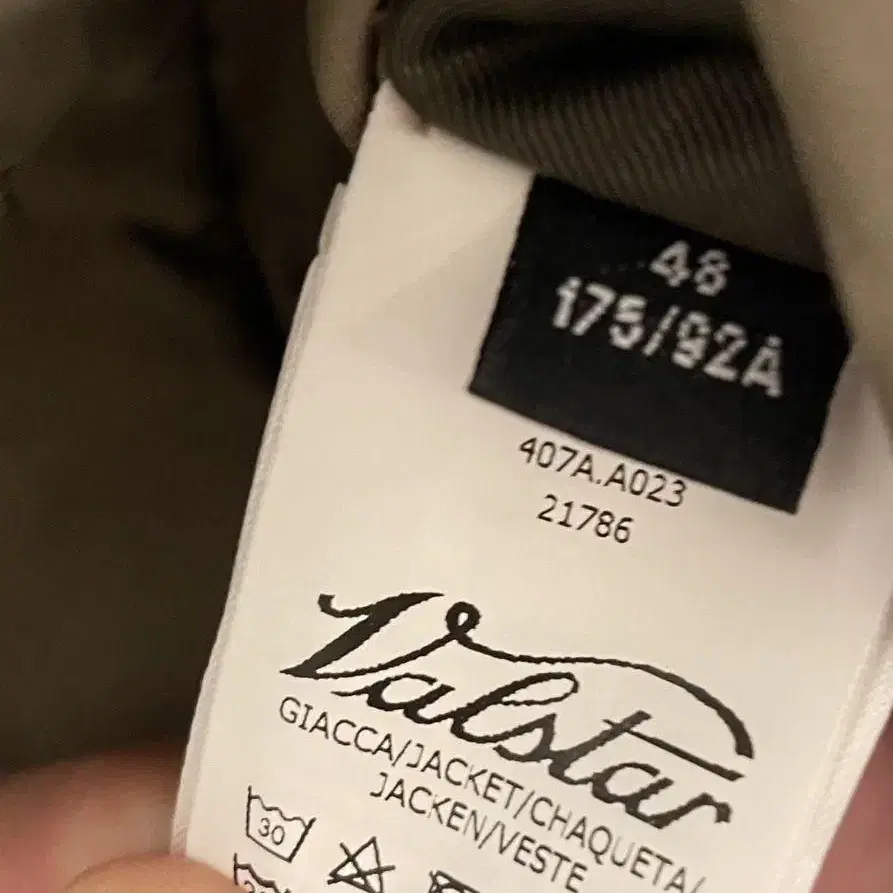 48
175/92A
407A.A023
21786
Valstar
GIACCA/JACKET/CHAQUETA/
JACKEN/VESTE
30